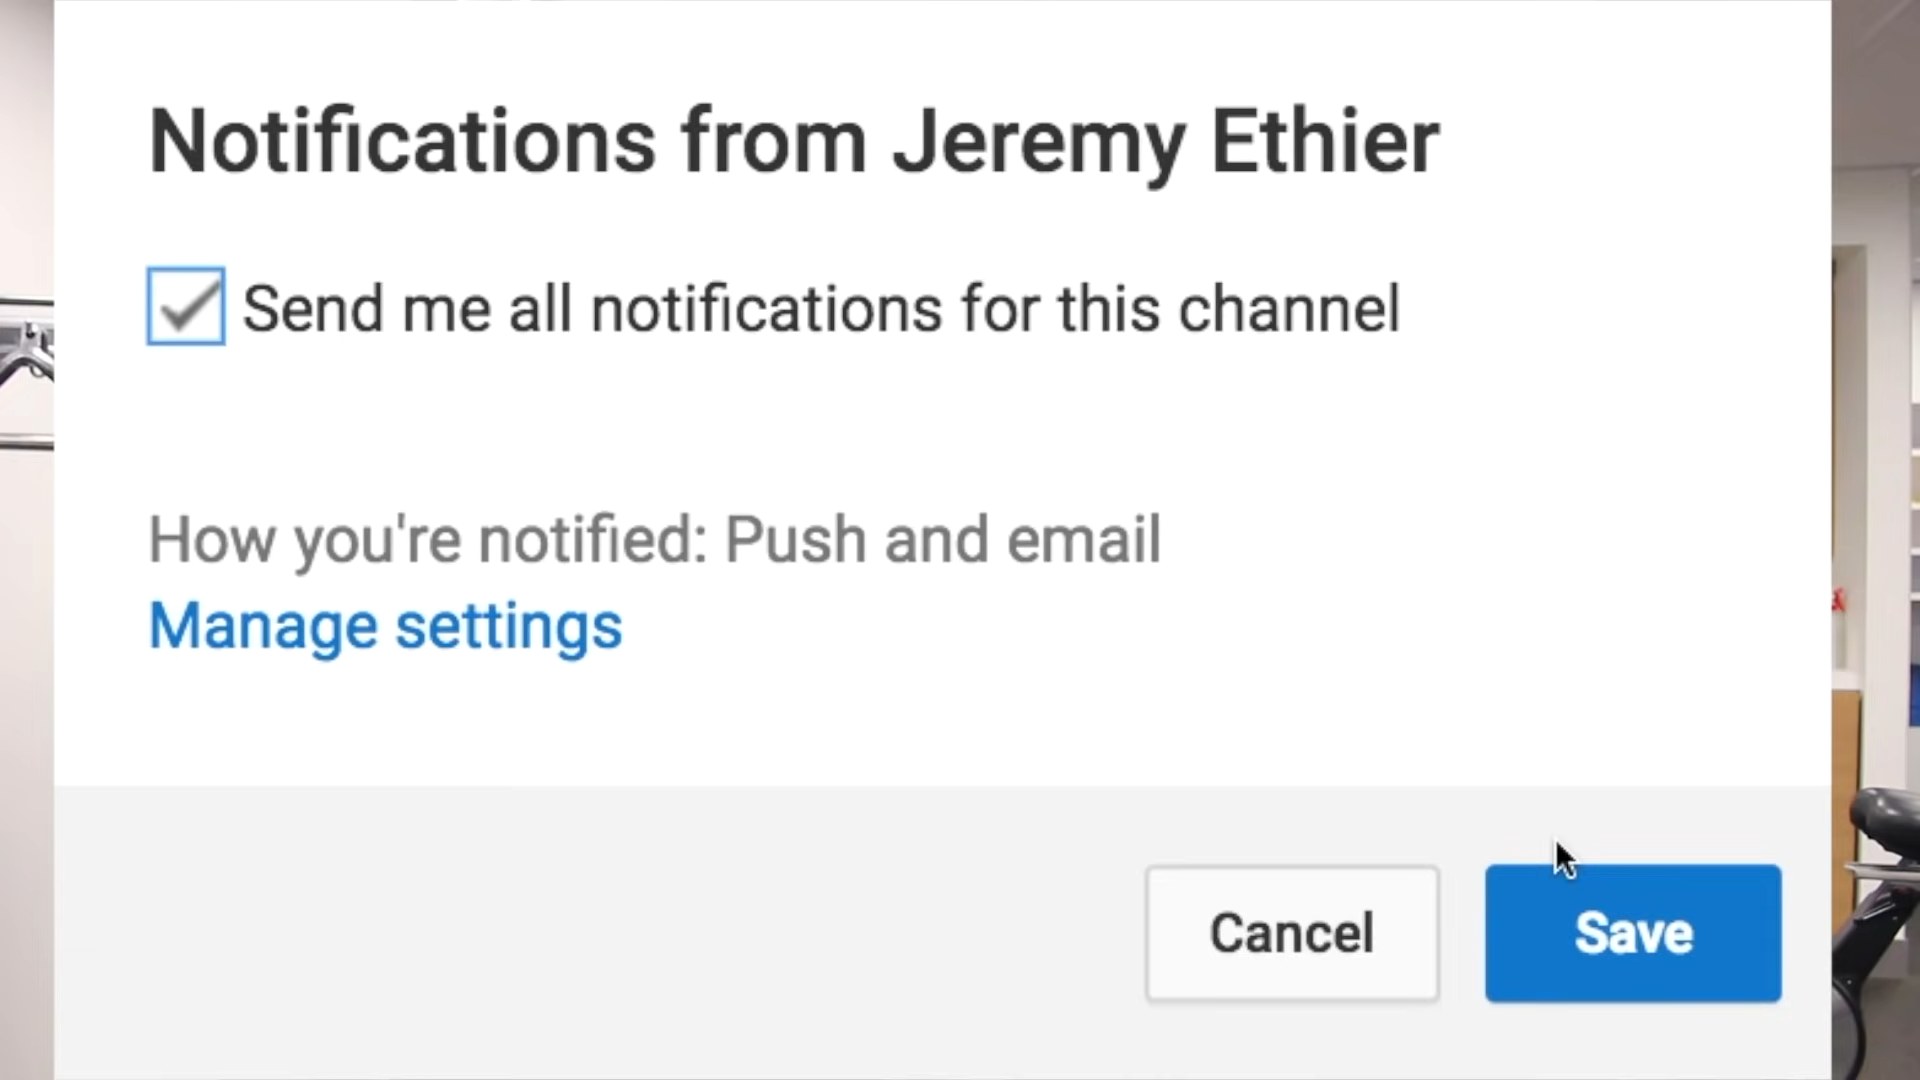 Notifications from Jeremy Ethier
Send me all notifications for this channel
How you're notified: Push and email
Manage settings
Cancel
Save